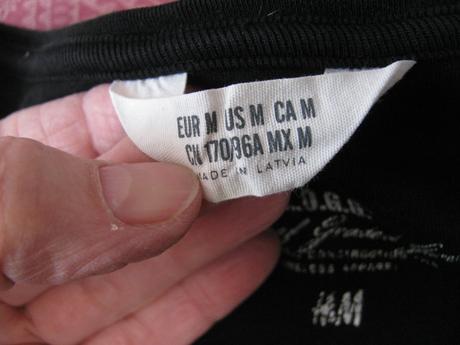 EUR M US M CA M
CN 170/96A MX M
MADE IN LATVIA
L.O.G.G.
H&M